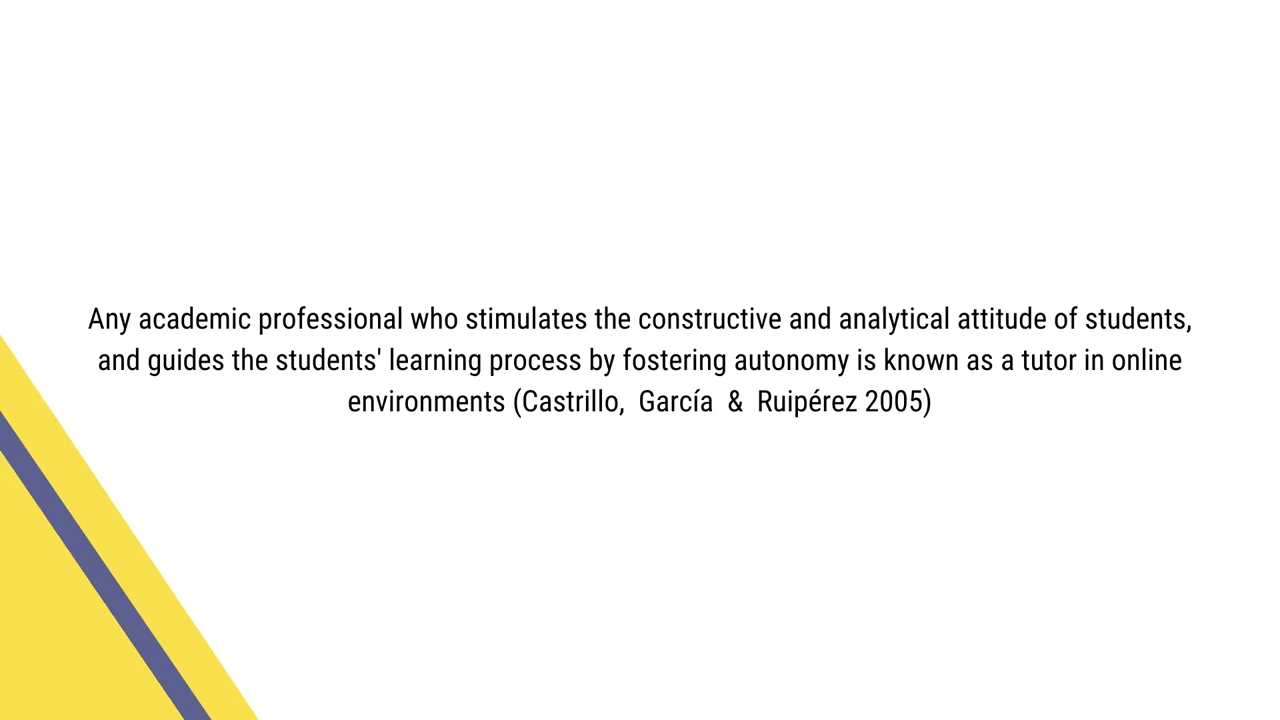 Any academic professional who stimulates the constructive and analytical attitude of students,
and guides the students' learning process by fostering autonomy is known as a tutor in online
environments (Castrillo, García & Ruipérez 2005)